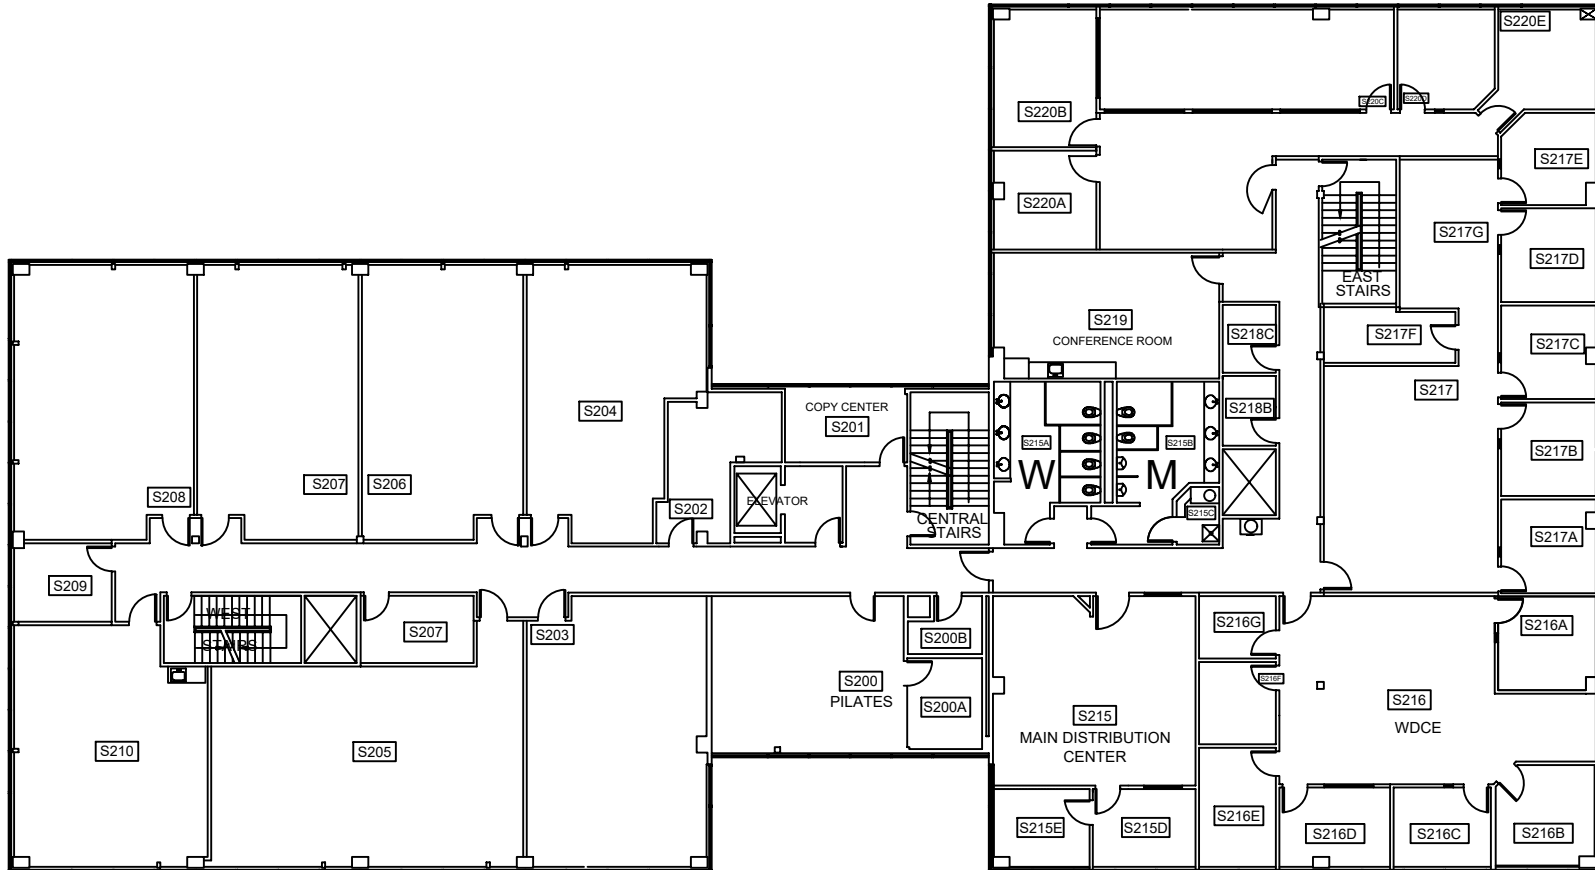 S220E
S220C
S220D
S220B
S217E
S220A
S217G
S217D
EAST
STAIRS
S219
CONFERENCE ROOM
S218C
S217F
S217C
S217
COPY CENTER
S201
S204
S218B
S215A
S215B
W
M
S217B
S208
S207
S206
ELEVATOR
S202
CENTRAL
STAIRS
S215C
S217A
S209
WEST
STAIRS
S207
S203
S200B
S216G
S216A
S200
PILATES
S200A
S216F
S216
WDCE
S215
MAIN DISTRIBUTION
CENTER
S210
S205
S215E
S215D
S216E
S216D
S216C
S216B